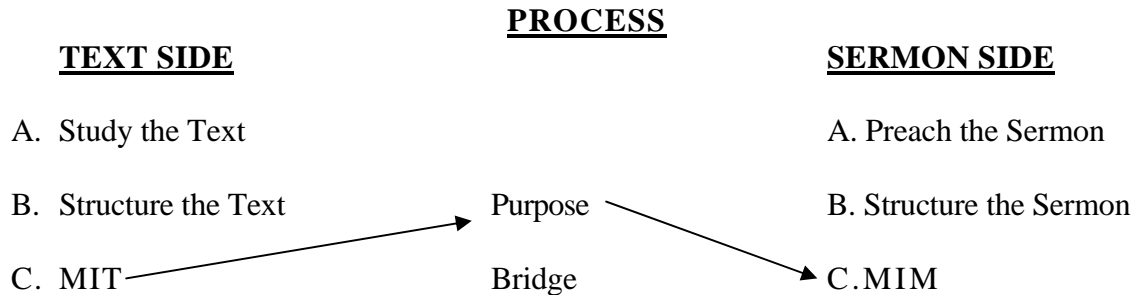 PROCESS
TEXT SIDE SERMON SIDE
A. Study the Text A. Preach the Sermon
B. Structure the Text Purpose B. Structure the Sermon
C. MIT Bridge C.MIM